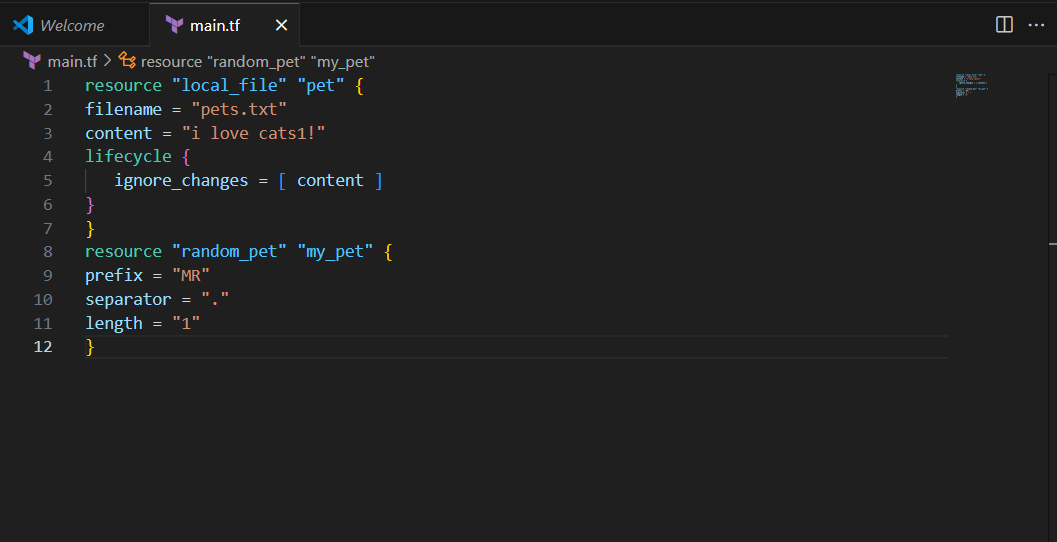 Welcome
main.tf
main.tf > resource "random_pet" "my_pet"
1 resource "local_file" "pet" {
2 filename = "pets.txt"
3 content = "i love cats1!"
4 lifecycle {
5    ignore_changes = [ content ]
6 }
7 }
8 resource "random_pet" "my_pet" {
9 prefix = "MR"
10 separator = "."
11 length = "1"
12 }